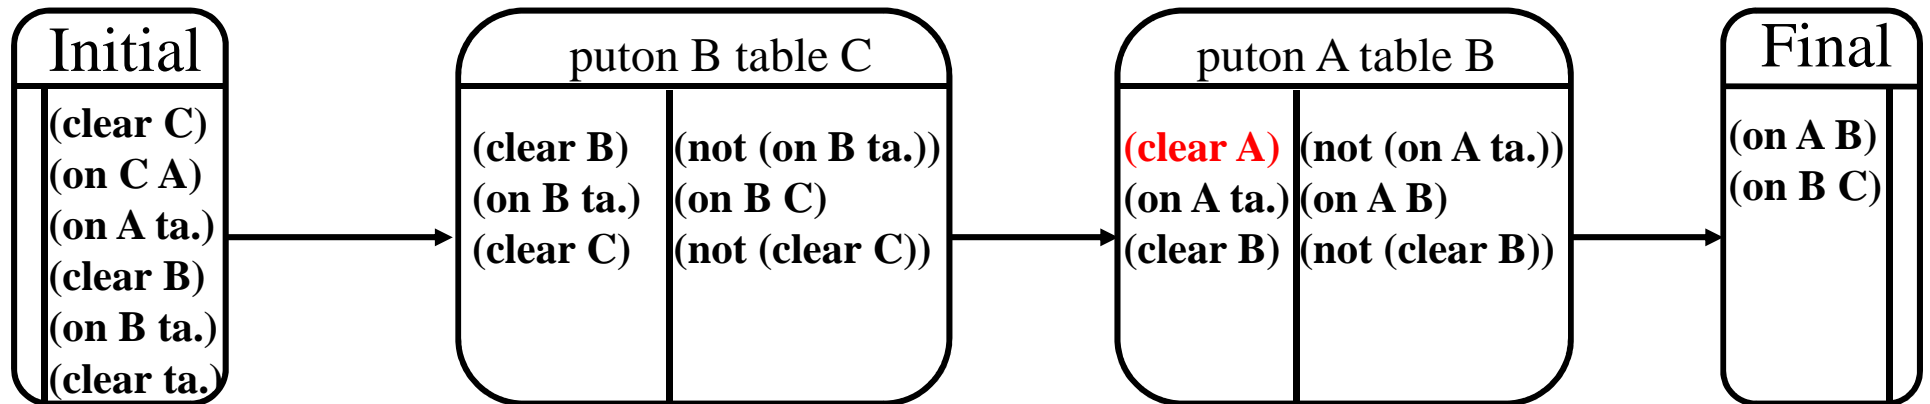 Initial
(clear C)
(on C A)
(on A ta.)
(clear B)
(on B ta.)
(clear ta.)
puton B table C
(clear B)
(on B ta.)
(clear C)
(not (on B ta.))
(on B C)
(not (clear C))
puton A table B
(clear A)
(on A ta.)
(clear B)
(not (on A ta.))
(on A B)
(not (clear B))
Final
(on A B)
(on B C)